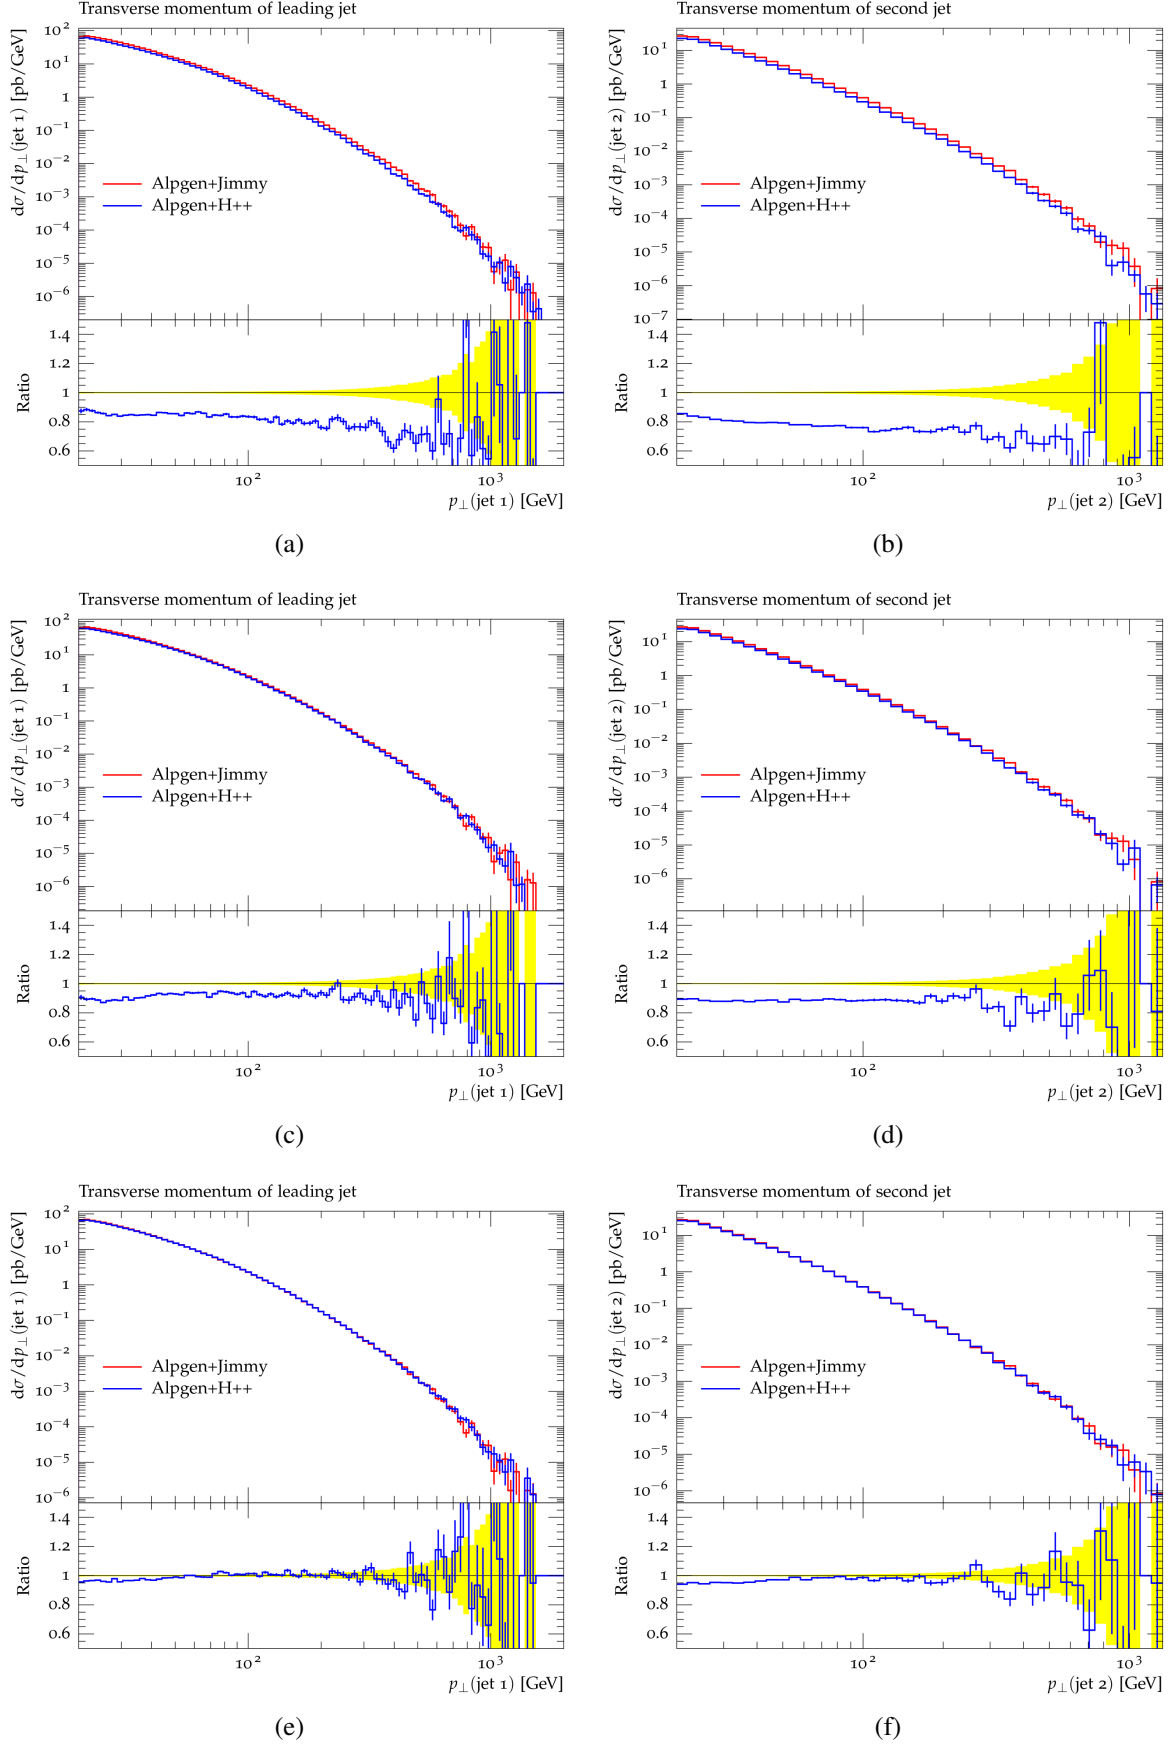 Transverse momentum of leading jet
dσ/dp⊥(jet 1) [pb/GeV]
10²
10¹
1
10⁻¹
10⁻²
10⁻³
10⁻⁴
10⁻⁵
10⁻⁶
Alpgen+Jimmy
Alpgen+H++
Ratio
1.4
1.2
1
0.8
0.6
10² 10³
p⊥(jet 1) [GeV]
(a)
Transverse momentum of second jet
dσ/dp⊥(jet 2) [pb/GeV]
10¹
1
10⁻¹
10⁻²
10⁻³
10⁻⁴
10⁻⁵
10⁻⁶
10⁻⁷
Alpgen+Jimmy
Alpgen+H++
Ratio
1.4
1.2
1
0.8
0.6
10² 10³
p⊥(jet 2) [GeV]
(b)
Transverse momentum of leading jet
dσ/dp⊥(jet 1) [pb/GeV]
10²
10¹
1
10⁻¹
10⁻²
10⁻³
10⁻⁴
10⁻⁵
10⁻⁶
Alpgen+Jimmy
Alpgen+H++
Ratio
1.4
1.2
1
0.8
0.6
10² 10³
p⊥(jet 1) [GeV]
(c)
Transverse momentum of second jet
dσ/dp⊥(jet 2) [pb/GeV]
10¹
1
10⁻¹
10⁻²
10⁻³
10⁻⁴
10⁻⁵
10⁻⁶
Alpgen+Jimmy
Alpgen+H++
Ratio
1.4
1.2
1
0.8
0.6
10² 10³
p⊥(jet 2) [GeV]
(d)
Transverse momentum of leading jet
dσ/dp⊥(jet 1) [pb/GeV]
10²
10¹
1
10⁻¹
10⁻²
10⁻³
10⁻⁴
10⁻⁵
10⁻⁶
Alpgen+Jimmy
Alpgen+H++
Ratio
1.4
1.2
1
0.8
0.6
10² 10³
p⊥(jet 1) [GeV]
(e)
Transverse momentum of second jet
dσ/dp⊥(jet 2) [pb/GeV]
10¹
1
10⁻¹
10⁻²
10⁻³
10⁻⁴
10⁻⁵
10⁻⁶
Alpgen+Jimmy
Alpgen+H++
Ratio
1.4
1.2
1
0.8
0.6
10² 10³
p⊥(jet 2) [GeV]
(f)